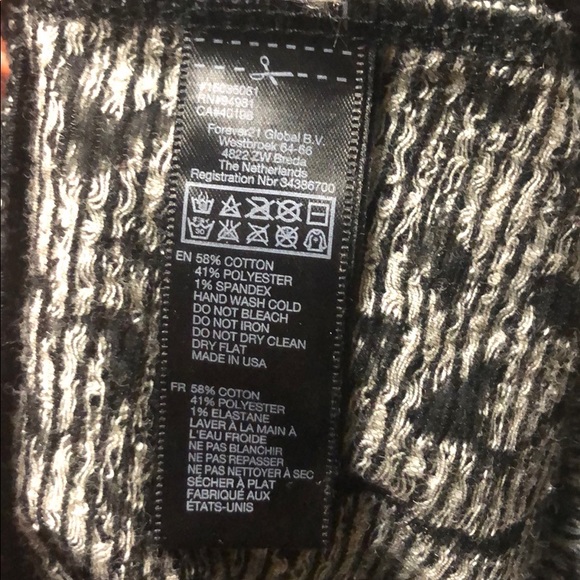 RN#94981
Forever21 Global B.V.
Westbroek 64-66
4822 ZW Breda
The Netherlands
Registration Nbr 34386700
EN 58% COTTON
41% POLYESTER
1% SPANDEX
HAND WASH COLD
DO NOT BLEACH
DO NOT IRON
DO NOT DRY CLEAN
DRY FLAT
MADE IN USA
FR 58% COTON
41% POLYESTER
1% ELASTANE
LAVER À LA MAIN À
L'EAU FROIDE
NE PAS BLANCHIR
NE PAS REPASSER
NE PAS NETTOYER À SEC
SÉCHER À PLAT
FABRIQUÉ AUX
ÉTATS-UNIS